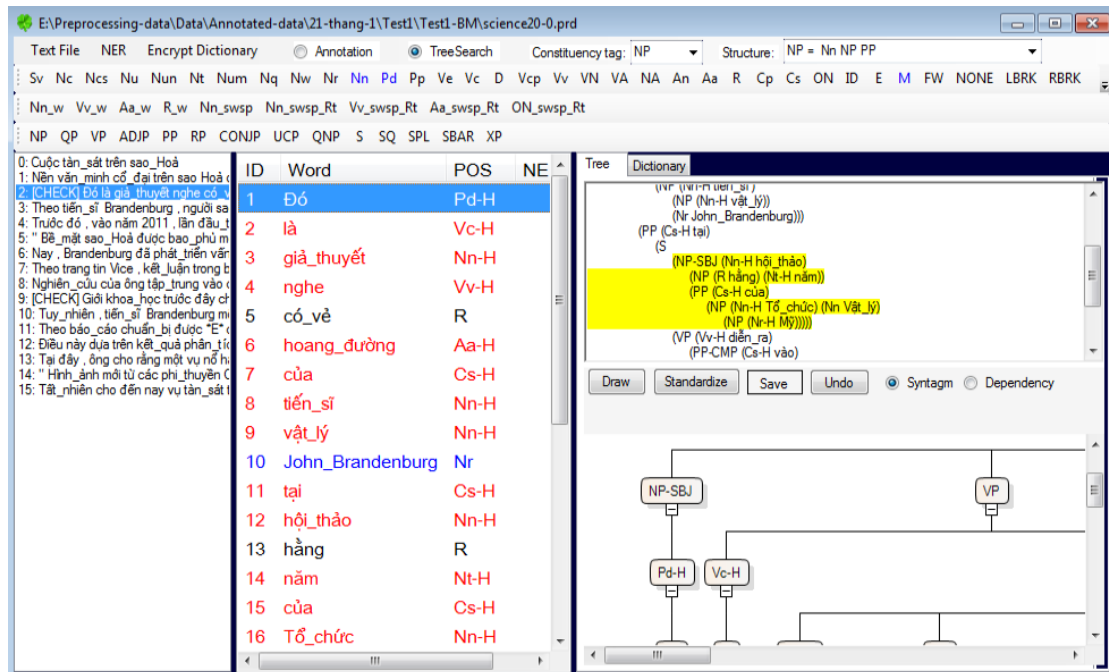 E:\Preprocessing-data\Data\Annotated-data\21-thang-1\Test1\Test1-BM\science20-0.prd
Text File NER Encrypt Dictionary Annotation TreeSearch Constituency tag: NP Structure: NP = Nn NP PP
Sv Nc Ncs Nu Nun Nt Num Nq Nw Nr Nn Pd Pp Ve Vc D Vcp Vv VN VA NA An Aa R Cp Cs ON ID E M FW NONE LBRK RBRK
Nn_w Vv_w Aa_w R_w Nn_swsp Nn_swsp_Rt Vv_swsp_Rt Aa_swsp_Rt ON_swsp_Rt
NP QP VP ADJP PP RP CONJP UCP QNP S SQ SPL SBAR XP
0: Cuộc tàn_sát trên sao_Hoả
1: Nền văn_minh cổ_đại trên sao Hoả
2: [CHECK] Đó là giả_thuyết nghe có_v
3: Theo tiến_sĩ Brandenburg , người sa
4: Trước đó , vào năm 2011 , lần đầu_t
5: " Bề_mặt sao_Hoả được bao_phủ m
6: Nay , Brandenburg đã phát_triển vấn
7: Theo trang tin Vice , kết_luận trong b
8: Nghiên_cứu của ông tập_trung vào
9: [CHECK] Giới khoa_học trước đây ch
10: Tuy_nhiên , tiến_sĩ Brandenburg m
11: Theo báo_cáo chuẩn_bị được *E*
12: Điều này dựa trên kết_quả phân_tíc
13: Tại đây , ông cho rằng một vụ nổ h
14: " Hình_ảnh mới từ các phi_thuyền
15: Tất_nhiên cho đến nay vụ tàn_sát t
ID Word POS NE
1 Đó Pd-H
2 là Vc-H
3 giả_thuyết Nn-H
4 nghe Vv-H
5 có_vẻ R
6 hoang_đường Aa-H
7 của Cs-H
8 tiến_sĩ Nn-H
9 vật_lý Nn-H
10 John_Brandenburg Nr
11 tại Cs-H
12 hội_thảo Nn-H
13 hằng R
14 năm Nt-H
15 của Cs-H
16 Tổ_chức Nn-H
Tree Dictionary
(NP (Nn-H tiến_sĩ)
(NP (Nn-H vật_lý))
(Nr John_Brandenburg)))
(PP (Cs-H tại)
(S
(NP-SBJ (Nn-H hội_thảo)
(NP (R hằng) (Nt-H năm))
(PP (Cs-H của)
(NP (Nn-H Tổ_chức) (Nn Vật_lý)
(NP (Nr-H Mỹ)))))
(VP (Vv-H diễn_ra)
(PP-CMP (Cs-H vào)
Draw Standardize Save Undo Syntagm Dependency
NP-SBJ VP
Pd-H Vc-H